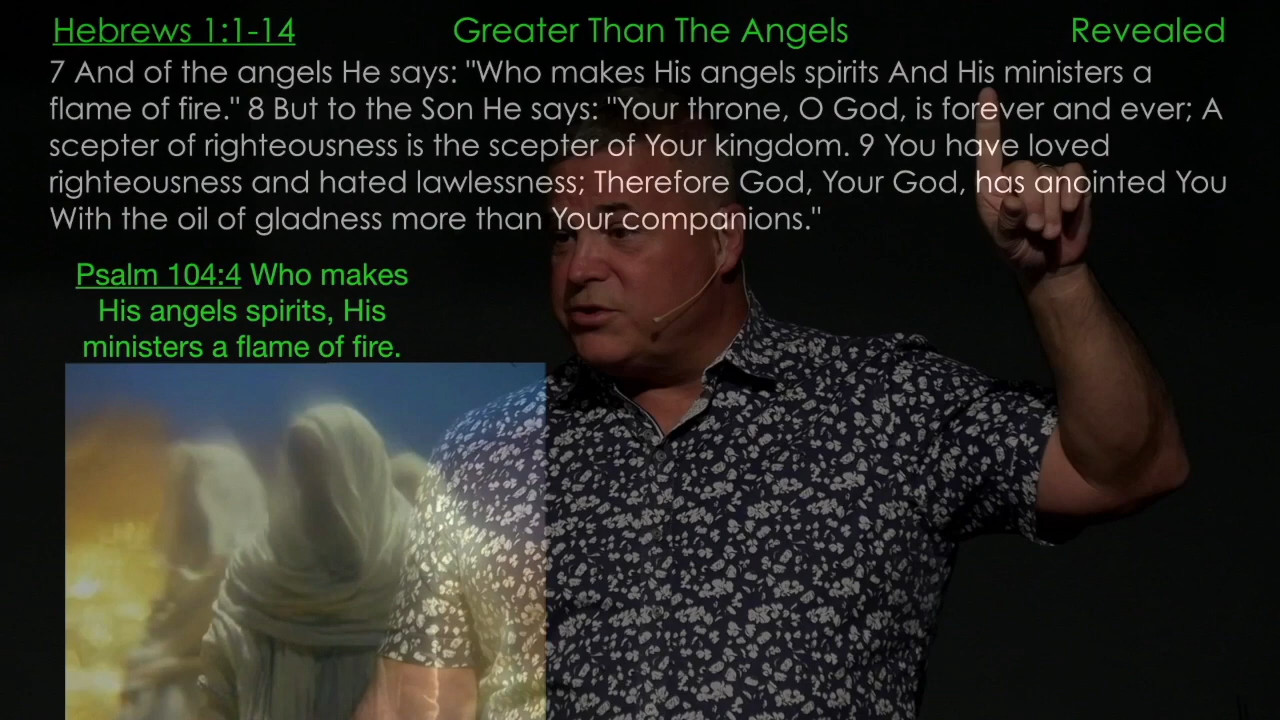 Hebrews 1:1-14 Greater Than The Angels Revealed
7 And of the angels He says: "Who makes His angels spirits And His ministers a
flame of fire." 8 But to the Son He says: "Your throne, O God, is forever and ever; A
scepter of righteousness is the scepter of Your kingdom. 9 You have loved
righteousness and hated lawlessness; Therefore God, Your God, has anointed You
With the oil of gladness more than Your companions."
Psalm 104:4 Who makes
His angels spirits, His
ministers a flame of fire.